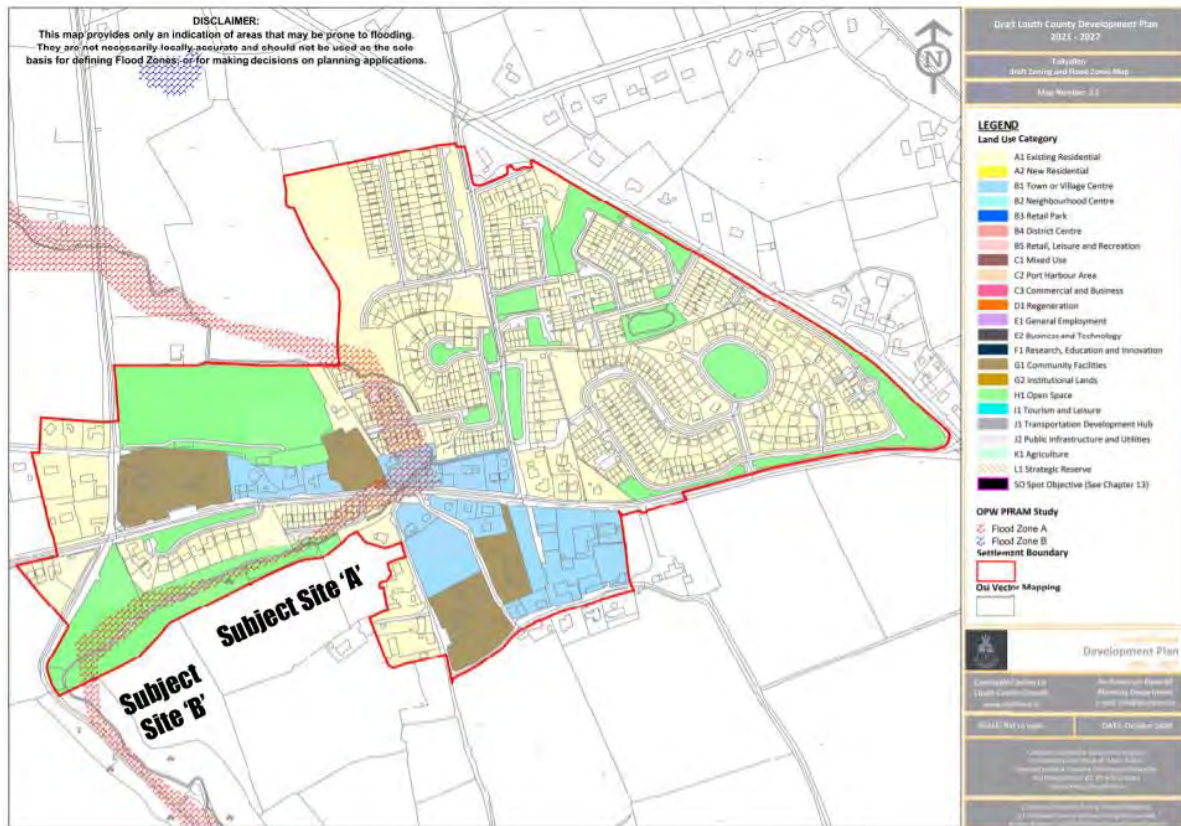 DISCLAIMER:
This map provides only an indication of areas that may be prone to flooding.
They are not necessarily locally accurate and should not be used as the sole
basis for defining Flood Zones, or for making decisions on planning applications.
N
Draft Louth County Development Plan
2021 - 2027
Draft Zoning and Flood Zones Map
Map Number
LEGEND
Land Use Category
A1 Existing Residential
A2 New Residential
B1 Town or Village Centre
B2 Neighbourhood Centre
B3 Retail Park
B4 District Centre
B5 Retail, Leisure and Recreation
C1 Mixed Use
C2 Port Harbour Area
C3 Commercial and Business
D1 Regeneration
E1 General Employment
E2 Business and Technology
F1 Research, Education and Innovation
G1 Community Facilities
G2 Institutional Lands
H1 Open Space
I1 Tourism and Leisure
J1 Transportation Development Hub
J2 Public Infrastructure and Utilities
K1 Agriculture
L1 Strategic Reserve
SO Spot Objective (See Chapter 13)
OPW PFRAM Study
Flood Zone A
Flood Zone B
Settlement Boundary
Osi Vector Mapping
Subject Site 'A'
Subject
Site 'B'
Development Plan